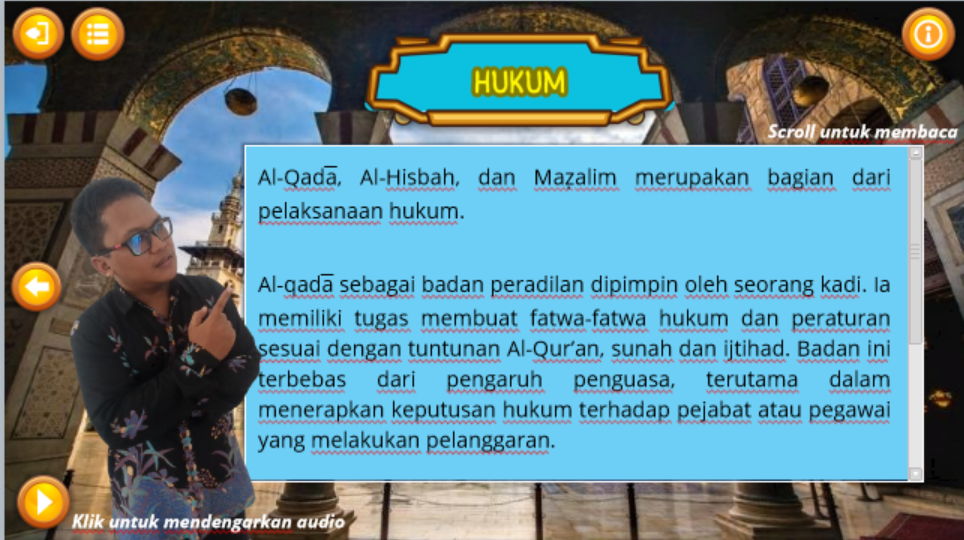 HUKUM
Scroll untuk membaca
Al-Qadā, Al-Hisbah, dan Maẓalim merupakan bagian dari
pelaksanaan hukum.
Al-qadā sebagai badan peradilan dipimpin oleh seorang kadi. Ia
memiliki tugas membuat fatwa-fatwa hukum dan peraturan
sesuai dengan tuntunan Al-Qur’an, sunah dan ijtihad. Badan ini
terbebas dari pengaruh penguasa, terutama dalam
menerapkan keputusan hukum terhadap pejabat atau pegawai
yang melakukan pelanggaran.
Klik untuk mendengarkan audio